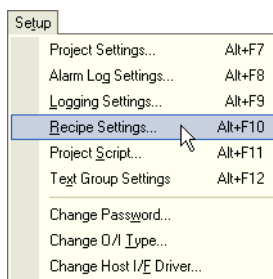 Setup
Project Settings... Alt+F7
Alarm Log Settings... Alt+F8
Logging Settings... Alt+F9
Recipe Settings... Alt+F10
Project Script... Alt+F11
Text Group Settings Alt+F12
Change Password...
Change O/I Type...
Change Host I/F Driver...